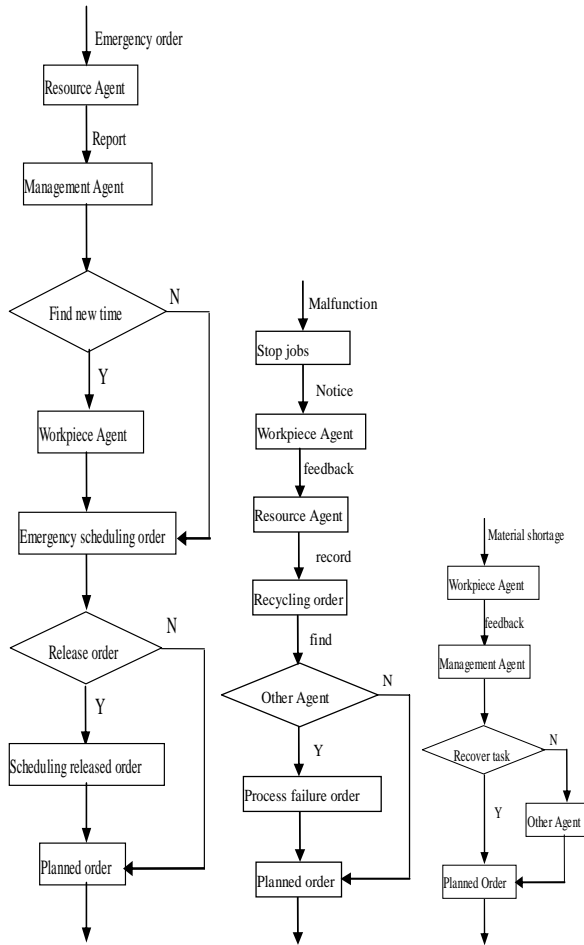 Emergency order
Resource Agent
Report
Management Agent
Find new time
N
Y
Workpiece Agent
Emergency scheduling order
Release order
N
Y
Scheduling released order
Planned order
Malfunction
Stop jobs
Notice
Workpiece Agent
feedback
Resource Agent
record
Recycling order
find
Other Agent
N
Y
Process failure order
Planned order
Material shortage
Workpiece Agent
feedback
Management Agent
Recover task
N
Y
Other Agent
Planned Order